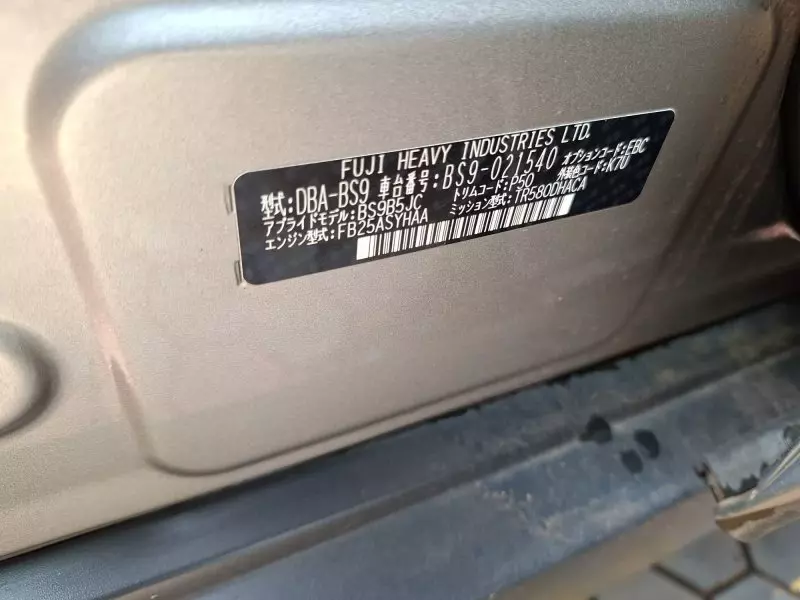 FUJI HEAVY INDUSTRIES LTD.
型式:DBA-BS9 車台番号:BS9-021540 オプションコード:EBC
アプライドモデル:BS9B5JC トリムコード:P50 外装色コード:K7U
エンジン型式:FB25ASYHAA ミッション型式:TR580DHACA